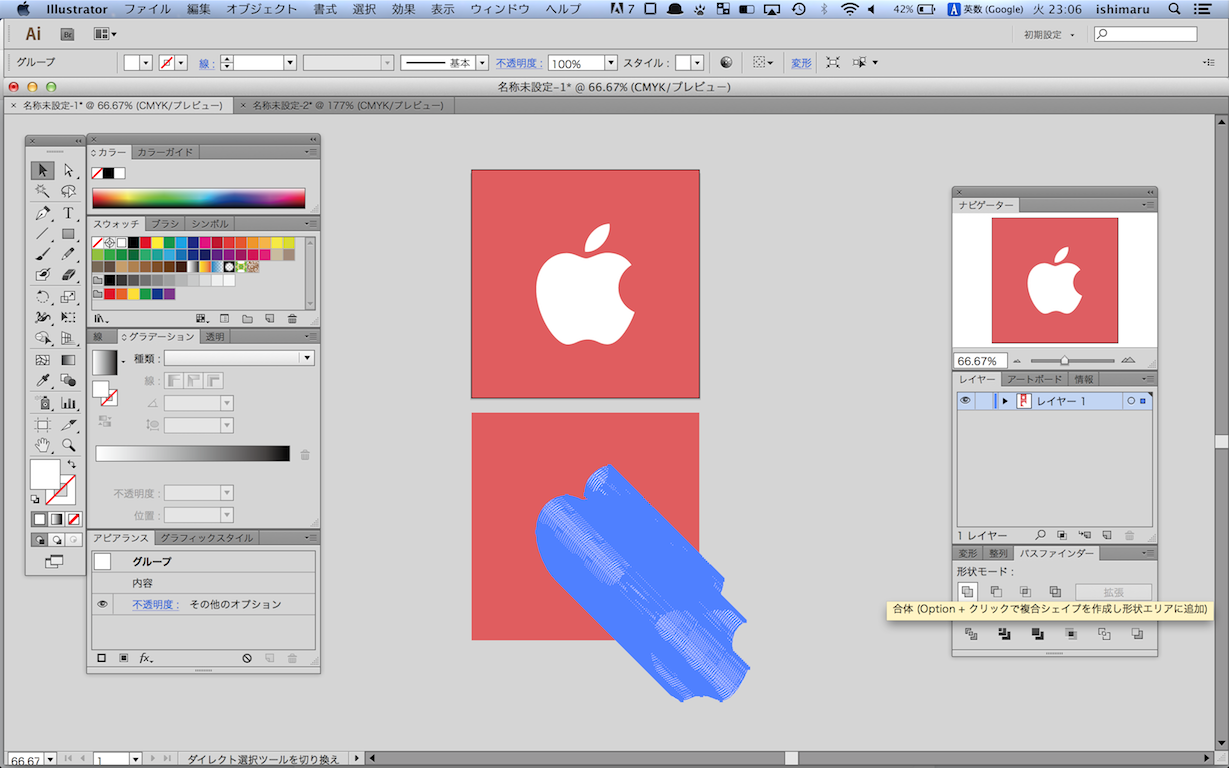 Illustrator ファイル 編集 オブジェクト 書式 選択 効果 表示 ウィンドウ ヘルプ 7 42% A 英数 (Google) 火 23:06 ishimaru
Ai Br 初期設定
グループ 線 : 基本 不透明度 : 100% スタイル : 変形
名称未設定-1* @ 66.67% (CMYK/プレビュー)
× 名称未設定-1* @ 66.67% (CMYK/プレビュー) × 名称未設定-2* @ 177% (CMYK/プレビュー)
カラー カラーガイド
スウォッチ ブラシ シンボル
線 グラデーション 透明
種類 :
線 :
不透明度 :
位置 :
アピアランス グラフィックスタイル
グループ
内容
不透明度 : その他のオプション
fx
ナビゲーター
66.67%
レイヤー アートボード 情報
レイヤー 1
1 レイヤー
変形 整列 パスファインダー
形状モード :
拡張
合体 (Option + クリックで複合シェイプを作成し形状エリアに追加)
66.67 1 ダイレクト選択ツールを切り換え